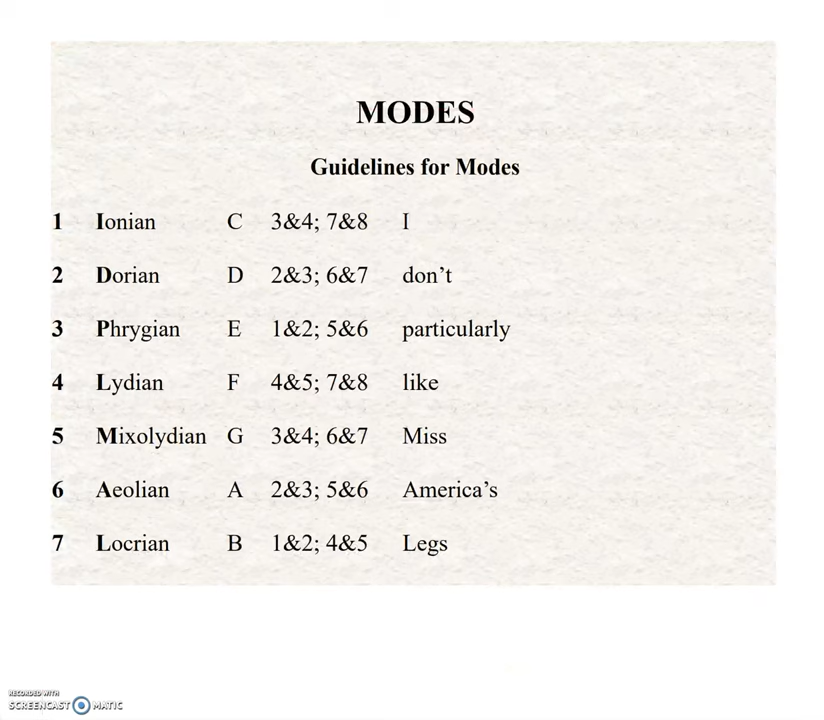 MODES
Guidelines for Modes
1 Ionian C 3&4; 7&8 I
2 Dorian D 2&3; 6&7 don’t
3 Phrygian E 1&2; 5&6 particularly
4 Lydian F 4&5; 7&8 like
5 Mixolydian G 3&4; 6&7 Miss
6 Aeolian A 2&3; 5&6 America’s
7 Locrian B 1&2; 4&5 Legs
RECORDED WITH
SCREENCAST MATIC